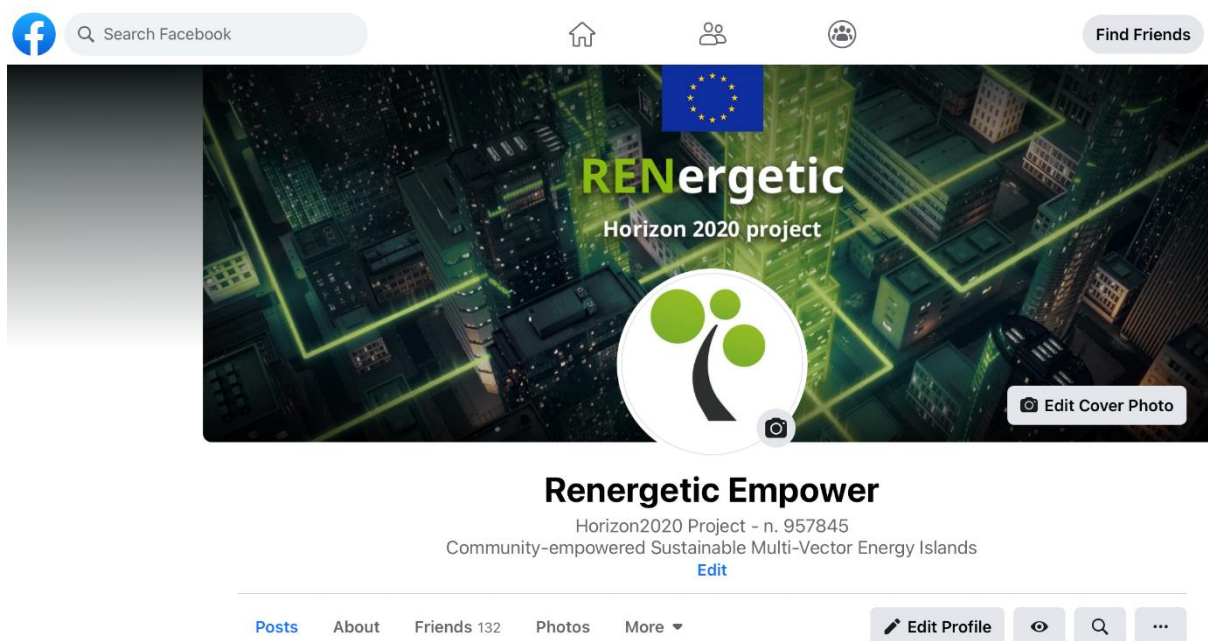 Search Facebook
Find Friends
RENergetic
Horizon 2020 project
Edit Cover Photo
Renergetic Empower
Horizon2020 Project - n. 957845
Community-empowered Sustainable Multi-Vector Energy Islands
Edit
Posts About Friends 132 Photos More Edit Profile